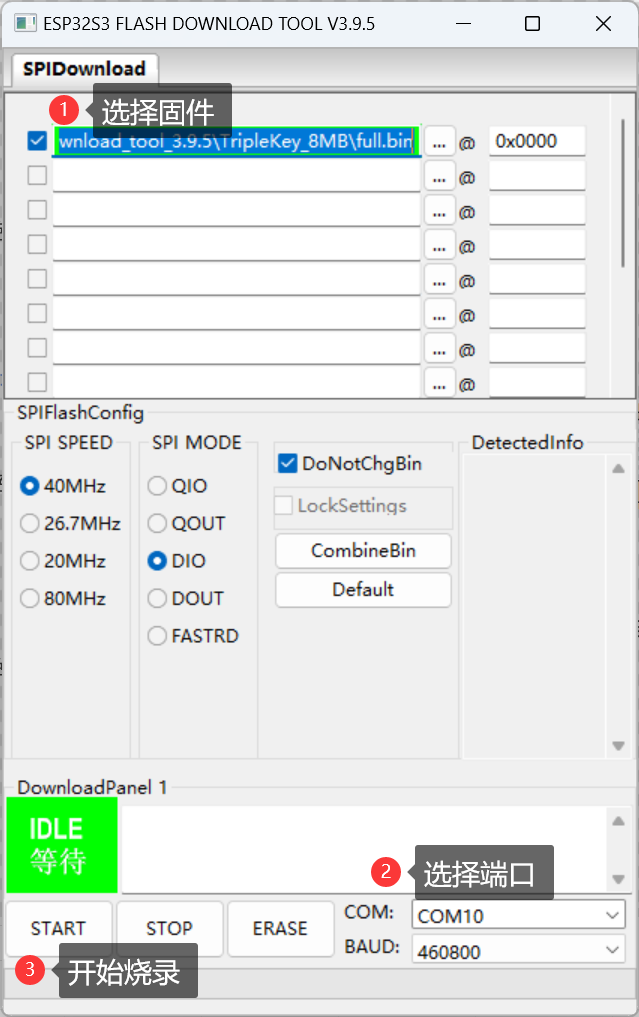 ESP32S3 FLASH DOWNLOAD TOOL V3.9.5
SPIDownload
1 选择固件
wnload_tool_3.9.5\TripleKey_8MB\full.bin ... @ 0x0000
... @
... @
... @
... @
... @
... @
... @
SPIFlashConfig
SPI SPEED
40MHz
26.7MHz
20MHz
80MHz
SPI MODE
QIO
QOUT
DIO
DOUT
FASTRD
DoNotChgBin
LockSettings
CombineBin
Default
DetectedInfo
DownloadPanel 1
IDLE
等待
2 选择端口
START STOP ERASE
COM: COM10
BAUD: 460800
3 开始烧录